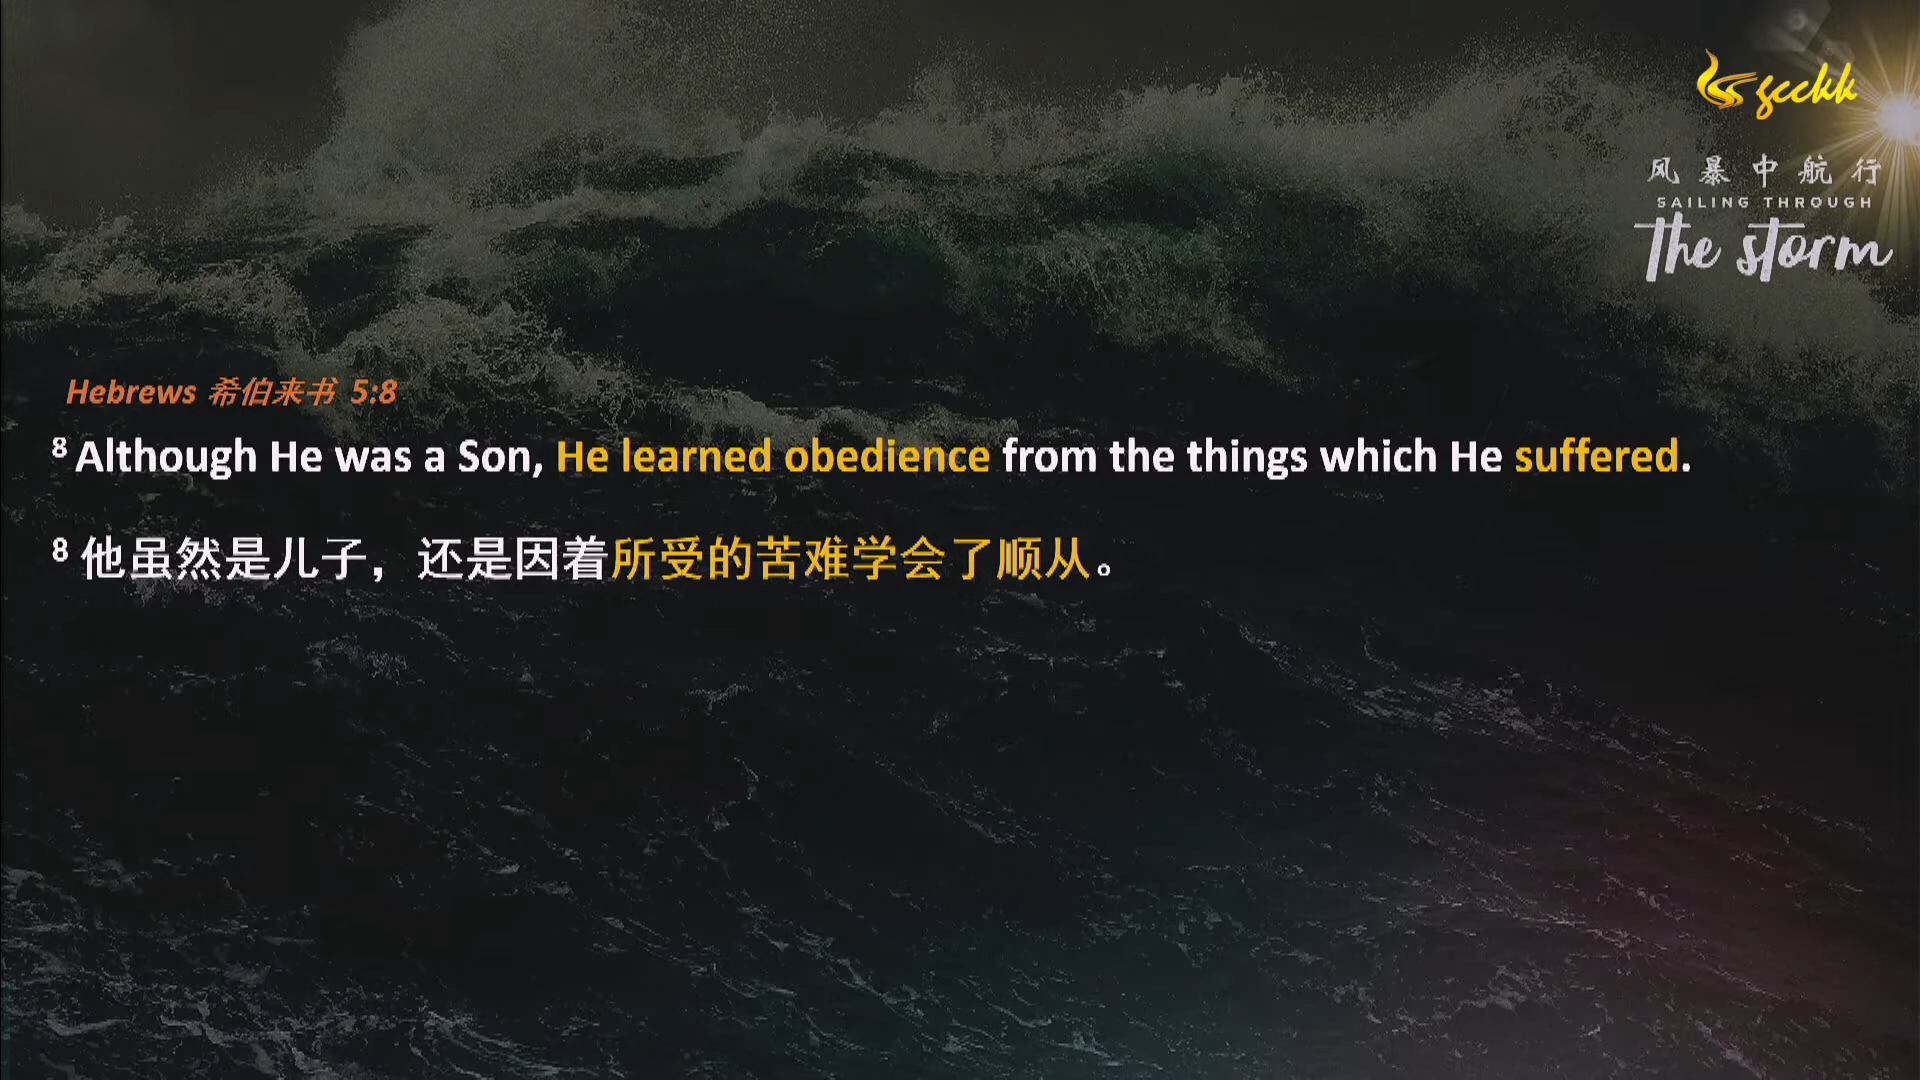 gcckk
风暴中航行
SAILING THROUGH
The storm
Hebrews 希伯来书 5:8
8 Although He was a Son, He learned obedience from the things which He suffered.
8 他虽然是儿子，还是因着所受的苦难学会了顺从。